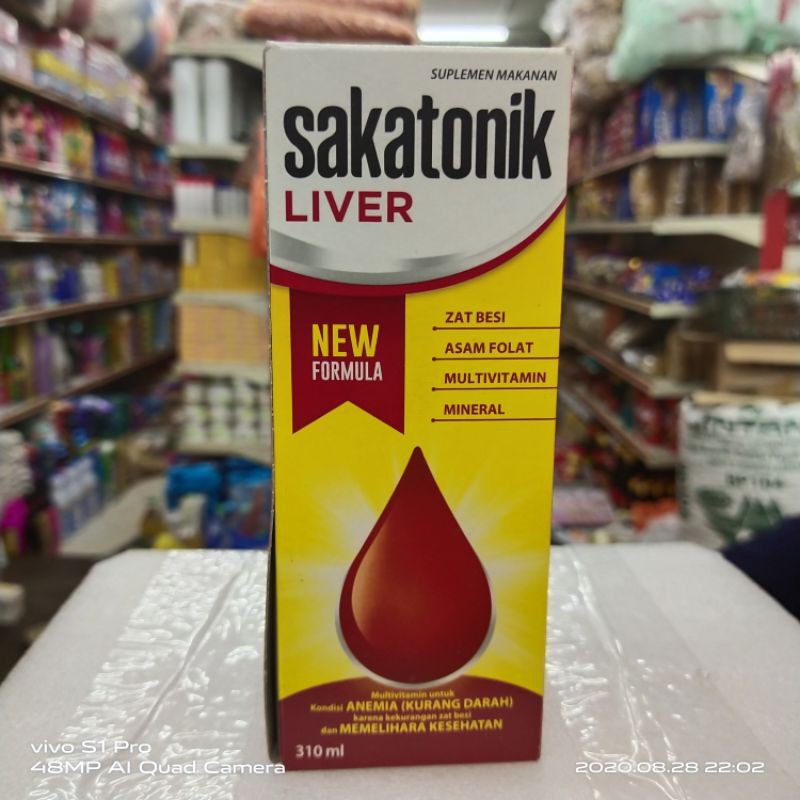 SUPLEMEN MAKANAN
sakatonik
LIVER
NEW
FORMULA
ZAT BESI
ASAM FOLAT
MULTIVITAMIN
MINERAL
Multivitamin untuk
Kondisi ANEMIA (KURANG DARAH)
karena kekurangan zat besi
dan MEMELIHARA KESEHATAN
310 ml
vivo S1 Pro
48MP AI Quad Camera
2020.08.28 22:02